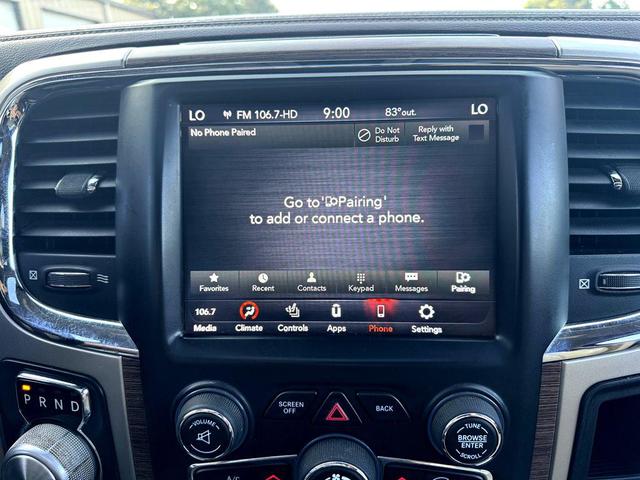 LO FM 106.7-HD 9:00 83°out. LO
No Phone Paired
Do Not
Disturb
Reply with
Text Message
Go to 'Pairing'
to add or connect a phone.
Favorites Recent Contacts Keypad Messages Pairing
106.7
Media Climate Controls Apps Phone Settings
PRND
VOLUME
SCREEN
OFF
BACK
TUNE
BROWSE
ENTER
SCROLL
A/C